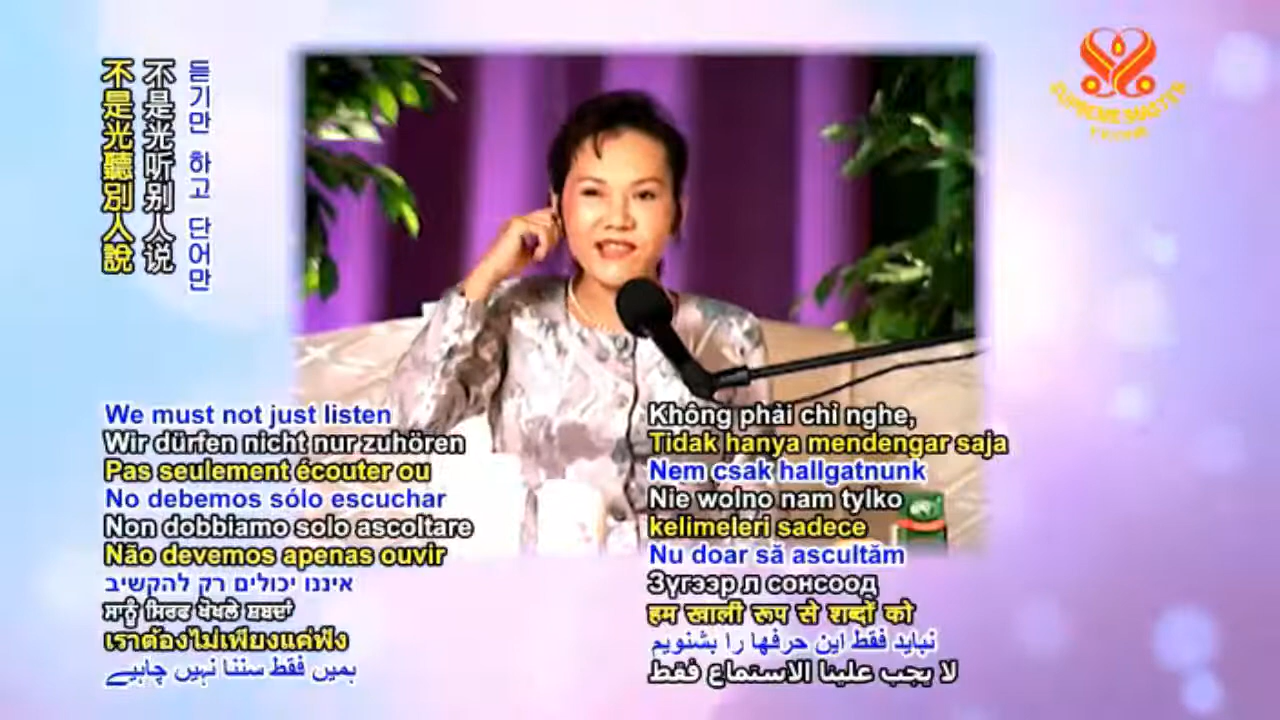 不是光聽別人說
不是光听别人说
듣기만 하고 단어만
SUPREME MASTER
We must not just listen
Wir dürfen nicht nur zuhören
Pas seulement écouter ou
No debemos sólo escuchar
Non dobbiamo solo ascoltare
Não devemos apenas ouvir
איננו יכולים רק להקשיב
ਸਾਨੂੰ ਸਿਰਫ ਖੋਖਲੇ ਸ਼ਬਦਾਂ
เราต้องไม่เพียงแค่ฟัง
ہمیں فقط سننا نہیں چاہیے
Không phải chỉ nghe,
Tidak hanya mendengar saja
Nem csak hallgatnunk
Nie wolno nam tylko
kelimeleri sadece
Nu doar să ascultăm
Зүгээр л сонсоод
हम खाली रूप से शब्दों को
نباید فقط این حرفها را بشنویم
لا يجب علينا الاستماع فقط